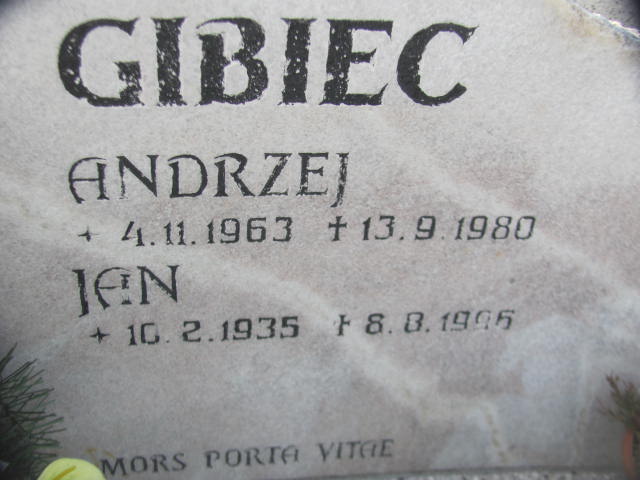 GIBIEC
ANDRZEJ
+ 4.11.1963 † 13.9.1980
JAN
+ 10.2.1935 † 8.8.1996
MORS PORTA VITAE